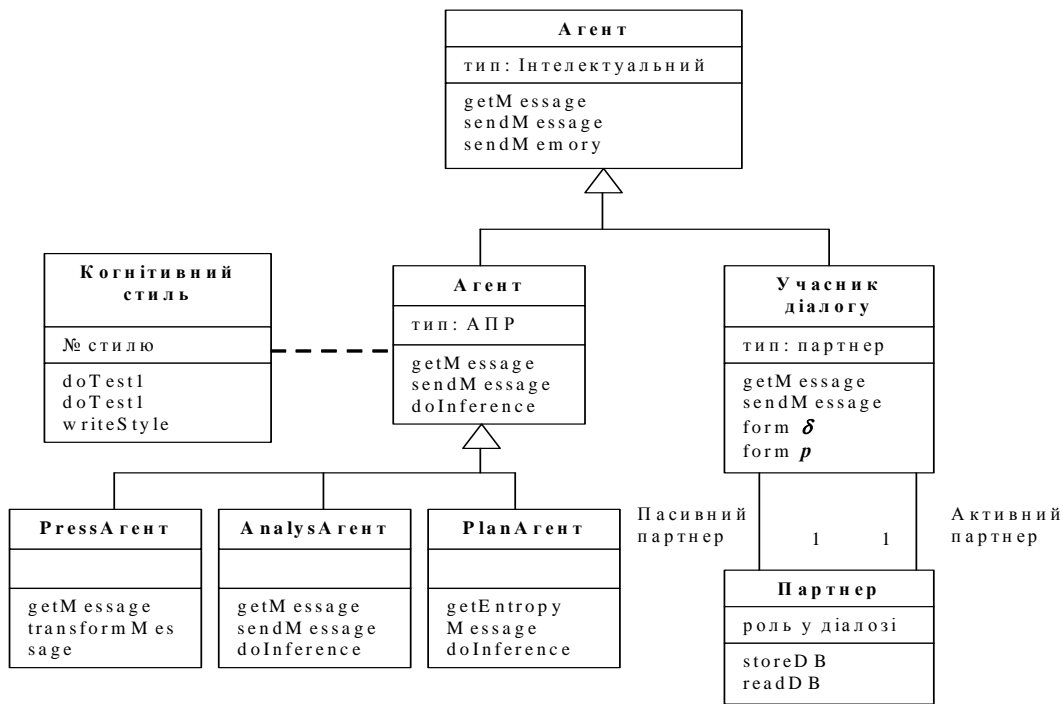 Агент
тип: Інтелектуальний
getMessage
sendMessage
sendMemory
Когнітивний
стиль
№ стилю
doTest1
doTest1
writeStyle
Агент
тип: АПР
getMessage
sendMessage
doInference
Учасник
діалогу
тип: партнер
getMessage
sendMessage
form δ
form p
PressАгент
getMessage
transformMes
sage
AnalysАгент
getMessage
sendMessage
doInference
PlanАгент
getEntropy
Message
doInference
Пасивний
партнер
1
1
Активний
партнер
Партнер
роль у діалозі
storeDB
readDB